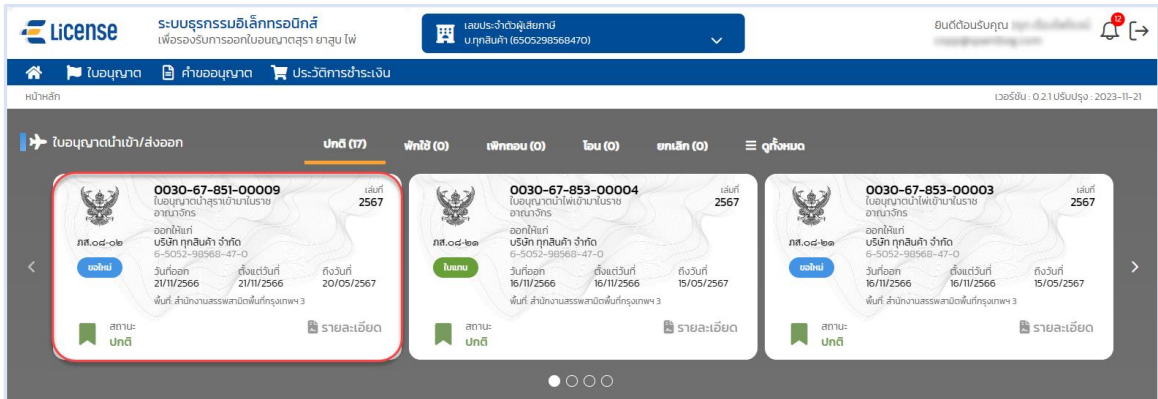 License
ระบบธุรกรรมอิเล็กทรอนิกส์
เพื่อรองรับการออกใบอนุญาตสุรา ยาสูบ ไพ่
เลขประจำตัวผู้เสียภาษี
บ.ทุกสินค้า (6505298568470)
ยินดีต้อนรับคุณ
12
ใบอนุญาต คำขออนุญาต ประวัติการชำระเงิน
หน้าหลัก
เวอร์ชัน : 0.2.1 ปรับปรุง : 2023-11-21
ใบอนุญาตนำเข้า/ส่งออก ปกติ (17) พักใช้ (0) เพิกถอน (0) โอน (0) ยกเลิก (0) ดูทั้งหมด
0030-67-851-00009 เล่มที่
ใบอนุญาตนำสุราเข้ามาในราช 2567
อาณาจักร
ออกให้แก่
ภส.๐๘-๐๒ บริษัท ทุกสินค้า จำกัด
6-5052-98568-47-0
ขอใหม่ วันที่ออก ตั้งแต่วันที่ ถึงวันที่
21/11/2566 21/11/2566 20/05/2567
พื้นที่ สำนักงานสรรพสามิตพื้นที่กรุงเทพฯ 3
สถานะ รายละเอียด
ปกติ
0030-67-853-00004 เล่มที่
ใบอนุญาตนำไพ่เข้ามาในราช 2567
อาณาจักร
ออกให้แก่
ภส.๐๘-๒๑ บริษัท ทุกสินค้า จำกัด
6-5052-98568-47-0
ใบแทน วันที่ออก ตั้งแต่วันที่ ถึงวันที่
16/11/2566 16/11/2566 15/05/2567
พื้นที่ สำนักงานสรรพสามิตพื้นที่กรุงเทพฯ 3
สถานะ รายละเอียด
ปกติ
0030-67-853-00003 เล่มที่
ใบอนุญาตนำไพ่เข้ามาในราช 2567
อาณาจักร
ออกให้แก่
ภส.๐๘-๒๑ บริษัท ทุกสินค้า จำกัด
6-5052-98568-47-0
ขอใหม่ วันที่ออก ตั้งแต่วันที่ ถึงวันที่
16/11/2566 16/11/2566 15/05/2567
พื้นที่ สำนักงานสรรพสามิตพื้นที่กรุงเทพฯ 3
สถานะ รายละเอียด
ปกติ